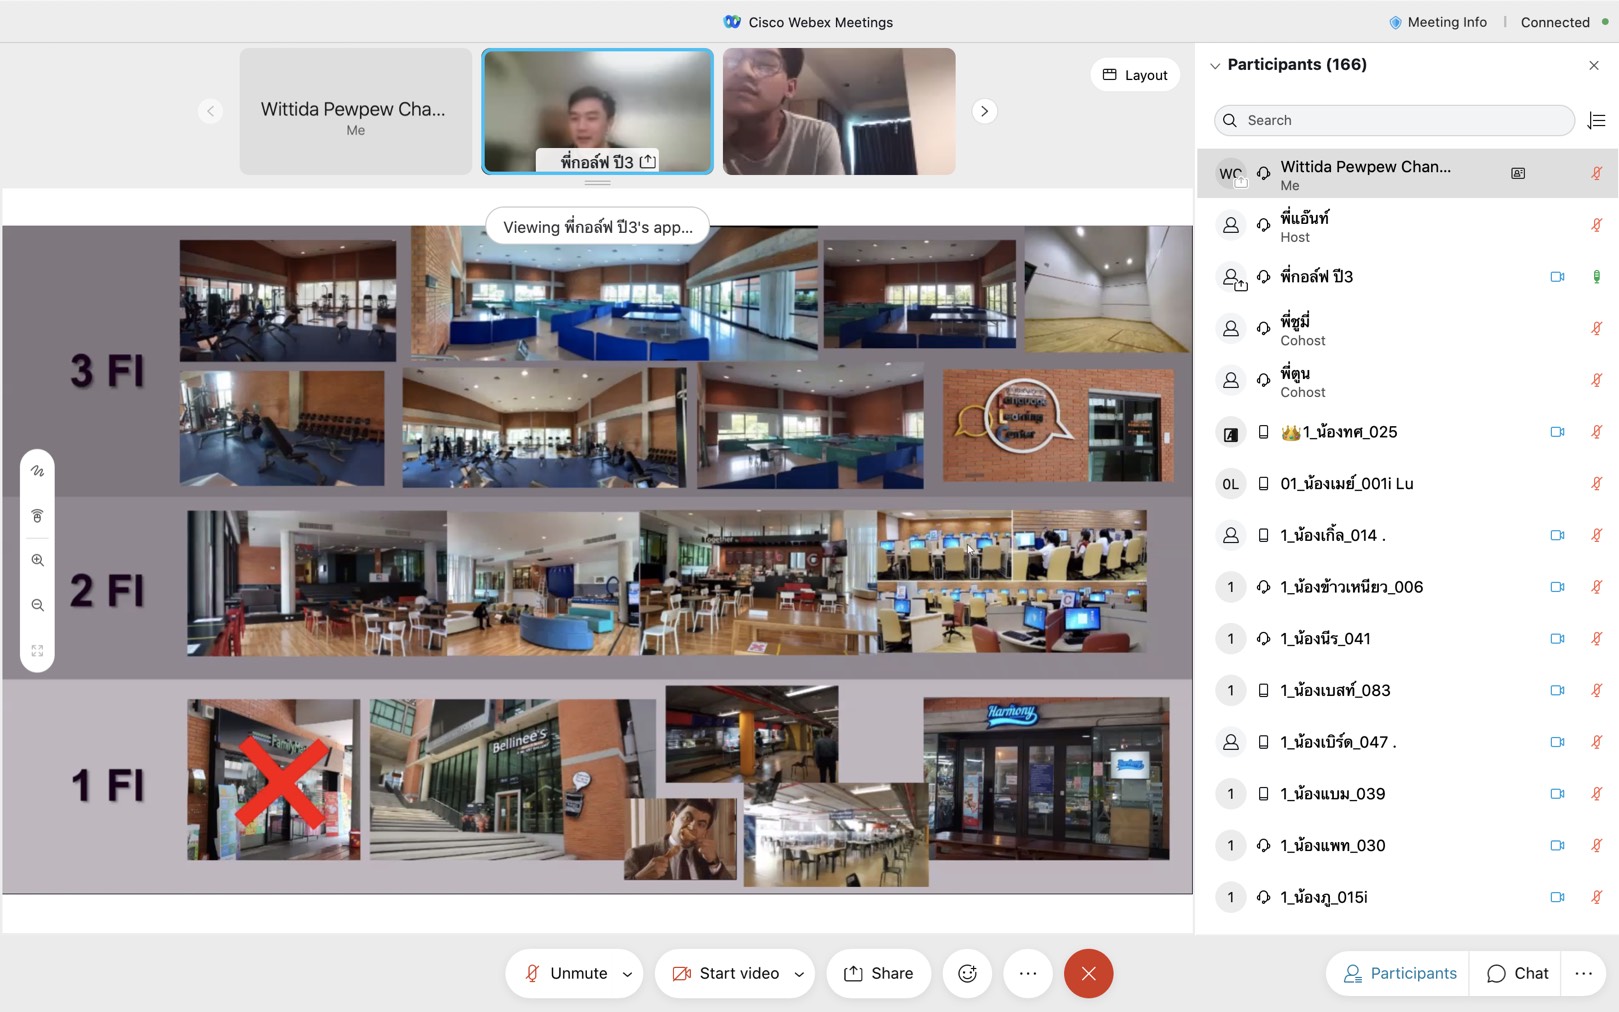 Cisco Webex Meetings
Meeting Info
Connected
Wittida Pewpew Cha...
Me
พี่กอล์ฟ ปี3
Layout
Viewing พี่กอล์ฟ ปี3's app...
3 Fl
Language
Learning
Center
2 Fl
Together
1 Fl
Bellinee's
Harmony
Participants (166)
Search
WC
Wittida Pewpew Chan...
Me
พี่แอ๊นท์
Host
พี่กอล์ฟ ปี3
พี่ซูมี่
Cohost
พี่ตูน
Cohost
1_น้องทศ_025
0L
01_น้องเมย์_001i Lu
1_น้องเกิ้ล_014 .
1
1_น้องข้าวเหนียว_006
1
1_น้องนีร_041
1
1_น้องเบสท์_083
1_น้องเบิร์ด_047 .
1
1_น้องแบม_039
1
1_น้องแพท_030
1
1_น้องภู_015i
Unmute
Start video
Share
Participants
Chat